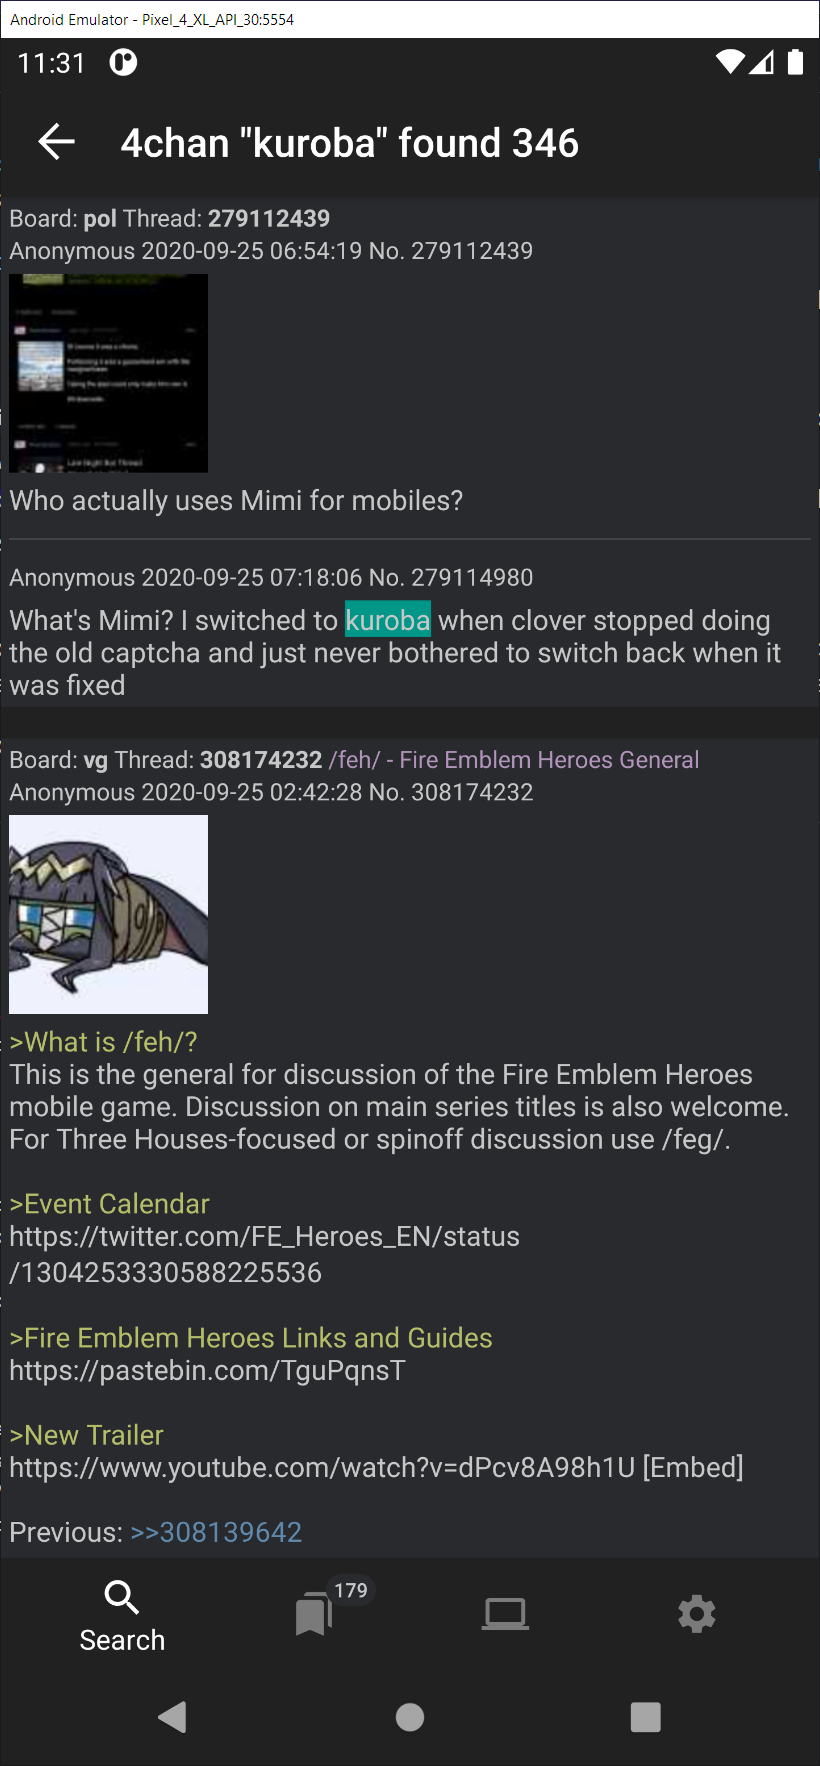 Android Emulator - Pixel_4_XL_API_30:5554
11:31
4chan "kuroba" found 346
Board: pol Thread: 279112439
Anonymous 2020-09-25 06:54:19 No. 279112439
Who actually uses Mimi for mobiles?
Anonymous 2020-09-25 07:18:06 No. 279114980
What's Mimi? I switched to kuroba when clover stopped doing
the old captcha and just never bothered to switch back when it
was fixed
Board: vg Thread: 308174232 /feh/ - Fire Emblem Heroes General
Anonymous 2020-09-25 02:42:28 No. 308174232
>What is /feh/?
This is the general for discussion of the Fire Emblem Heroes
mobile game. Discussion on main series titles is also welcome.
For Three Houses-focused or spinoff discussion use /feg/.
>Event Calendar
https://twitter.com/FE_Heroes_EN/status
/1304253330588225536
>Fire Emblem Heroes Links and Guides
https://pastebin.com/TguPqnsT
>New Trailer
https://www.youtube.com/watch?v=dPcv8A98h1U [Embed]
Previous: >>308139642
179
Search